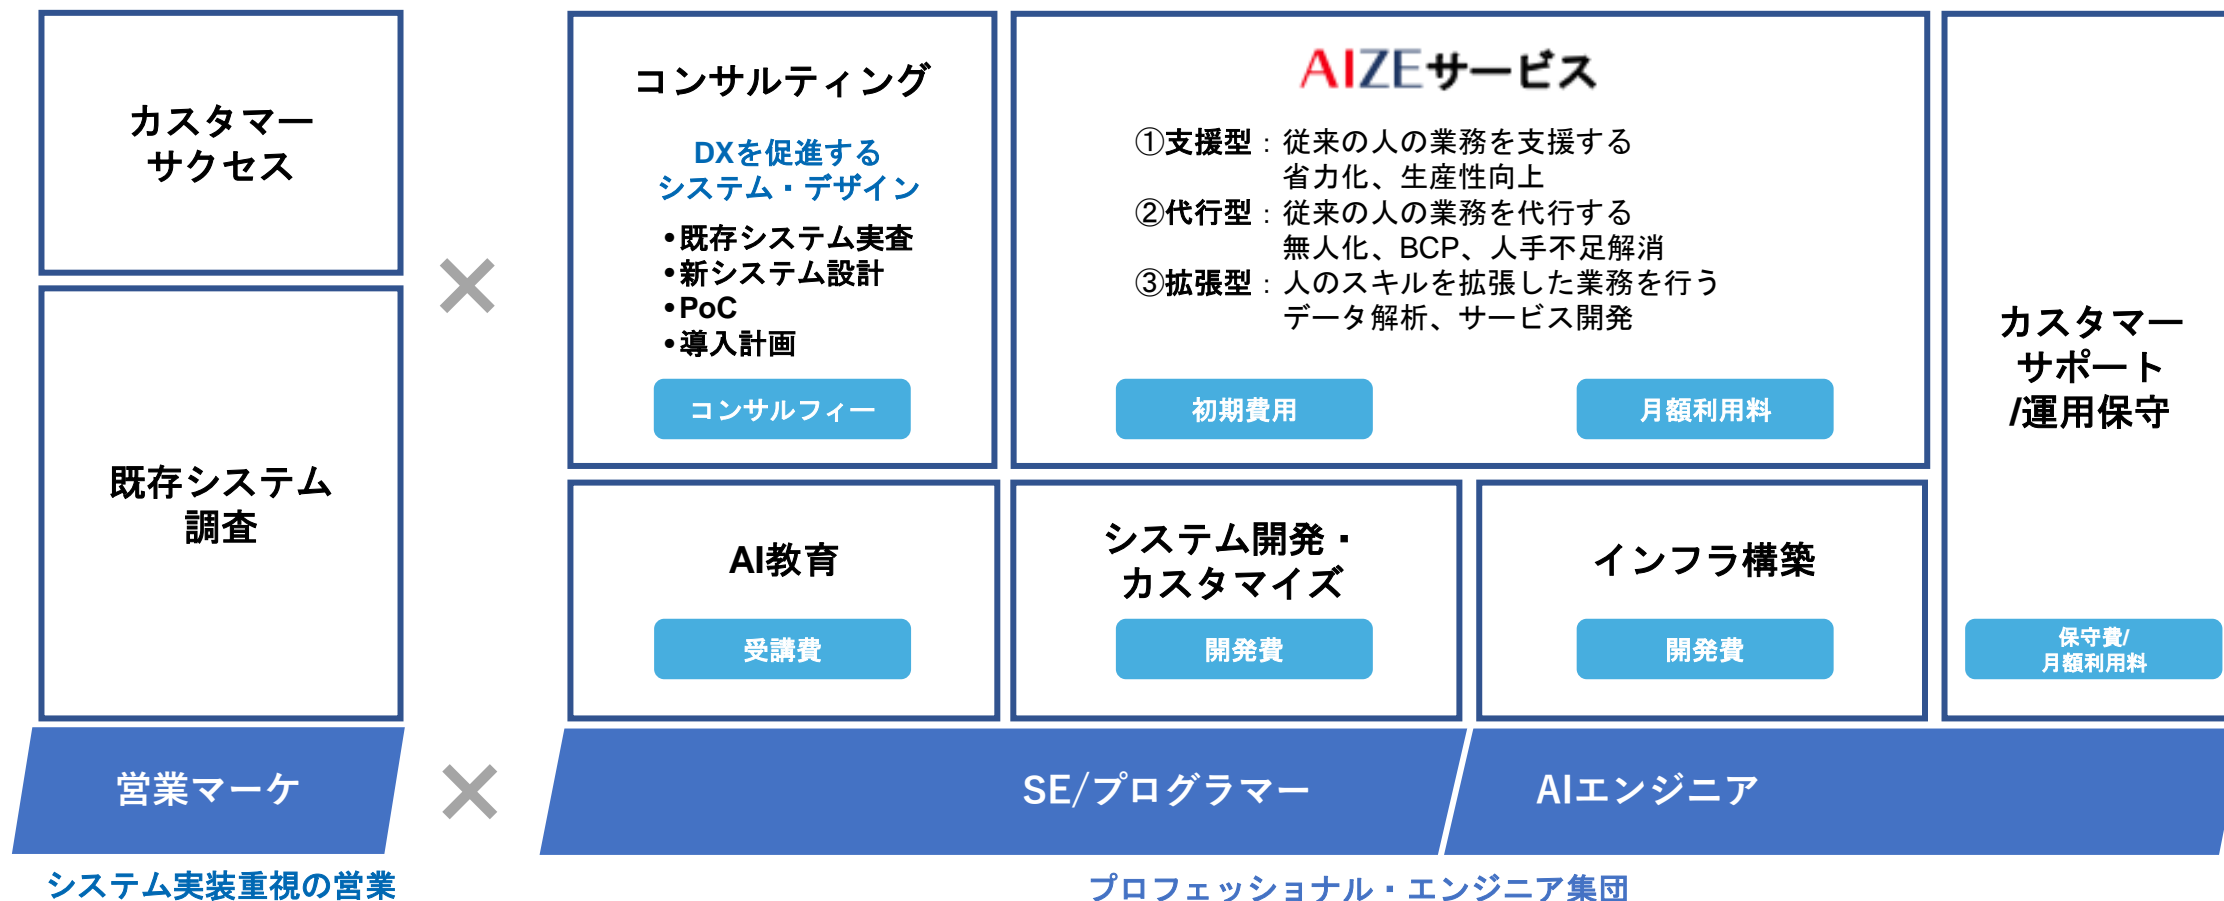 カスタマー
サクセス
既存システム
調査
×
コンサルティング
DXを促進する
システム・デザイン
•既存システム実査
•新システム設計
•PoC
•導入計画
コンサルフィー
AIZEサービス
①支援型：従来の人の業務を支援する
省力化、生産性向上
②代行型：従来の人の業務を代行する
無人化、BCP、人手不足解消
③拡張型：人のスキルを拡張した業務を行う
データ解析、サービス開発
初期費用
月額利用料
AI教育
受講費
システム開発・
カスタマイズ
開発費
インフラ構築
開発費
カスタマー
サポート
/運用保守
保守費/
月額利用料
営業マーケ
×
SE/プログラマー
AIエンジニア
システム実装重視の営業
プロフェッショナル・エンジニア集団